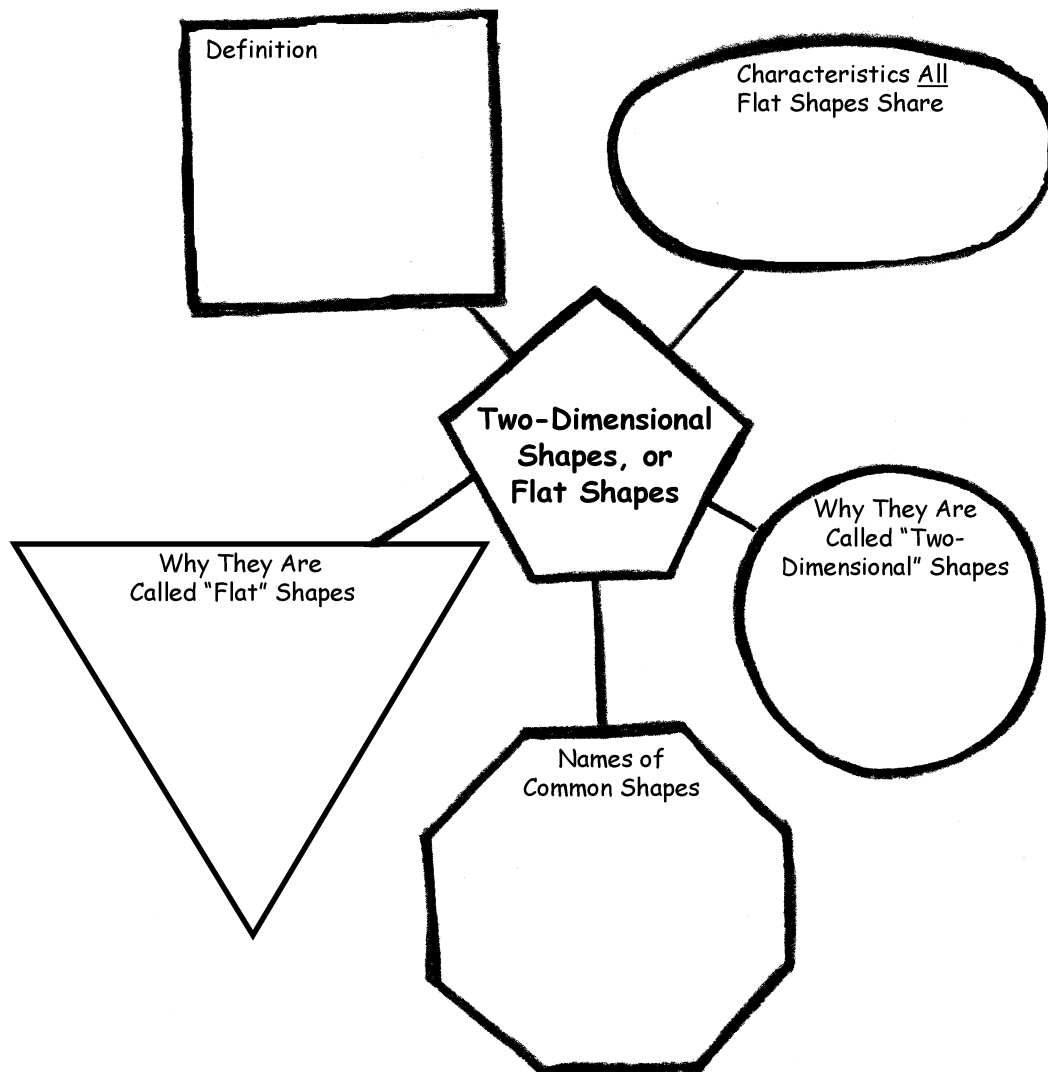 Definition
Characteristics All
Flat Shapes Share
Two-Dimensional
Shapes, or
Flat Shapes
Why They Are
Called "Two-
Dimensional" Shapes
Why They Are
Called “Flat” Shapes
Names of
Common Shapes